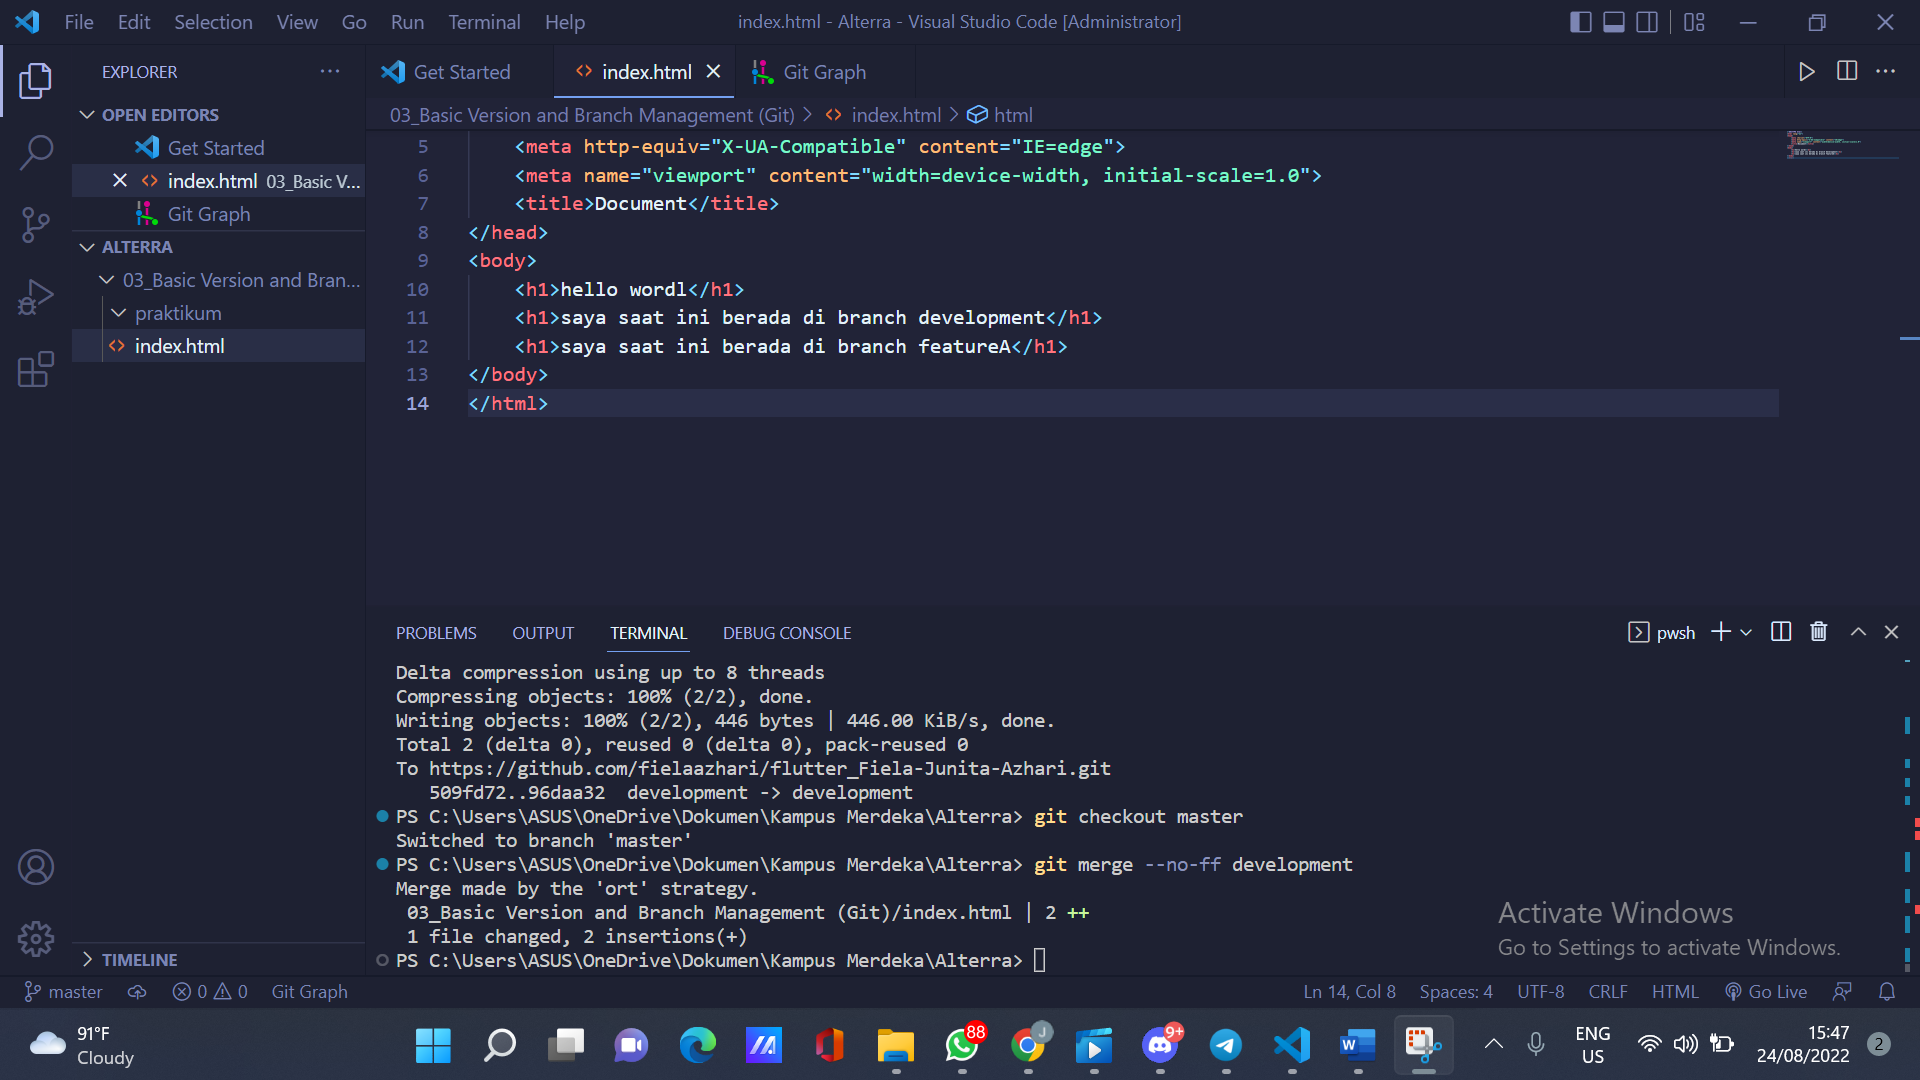 File Edit Selection View Go Run Terminal Help
index.html - Alterra - Visual Studio Code [Administrator]
EXPLORER
OPEN EDITORS
Get Started
index.html 03_Basic V...
Git Graph
ALTERRA
03_Basic Version and Bran...
praktikum
index.html
TIMELINE
Get Started
index.html
Git Graph
03_Basic Version and Branch Management (Git) > index.html > html
5 <meta http-equiv="X-UA-Compatible" content="IE=edge">
6 <meta name="viewport" content="width=device-width, initial-scale=1.0">
7 <title>Document</title>
8 </head>
9 <body>
10 <h1>hello wordl</h1>
11 <h1>saya saat ini berada di branch development</h1>
12 <h1>saya saat ini berada di branch featureA</h1>
13 </body>
14 </html>
PROBLEMS OUTPUT TERMINAL DEBUG CONSOLE
pwsh
Delta compression using up to 8 threads
Compressing objects: 100% (2/2), done.
Writing objects: 100% (2/2), 446 bytes | 446.00 KiB/s, done.
Total 2 (delta 0), reused 0 (delta 0), pack-reused 0
To https://github.com/fielaazhari/flutter_Fiela-Junita-Azhari.git
509fd72..96daa32 development -> development
PS C:\Users\ASUS\OneDrive\Dokumen\Kampus Merdeka\Alterra> git checkout master
Switched to branch 'master'
PS C:\Users\ASUS\OneDrive\Dokumen\Kampus Merdeka\Alterra> git merge --no-ff development
Merge made by the 'ort' strategy.
03_Basic Version and Branch Management (Git)/index.html | 2 ++
1 file changed, 2 insertions(+)
PS C:\Users\ASUS\OneDrive\Dokumen\Kampus Merdeka\Alterra>
Activate Windows
Go to Settings to activate Windows.
master 0 0 Git Graph
Ln 14, Col 8 Spaces: 4 UTF-8 CRLF HTML Go Live
91°F
Cloudy
88
J
9+
W
ENG
US
15:47
24/08/2022
2